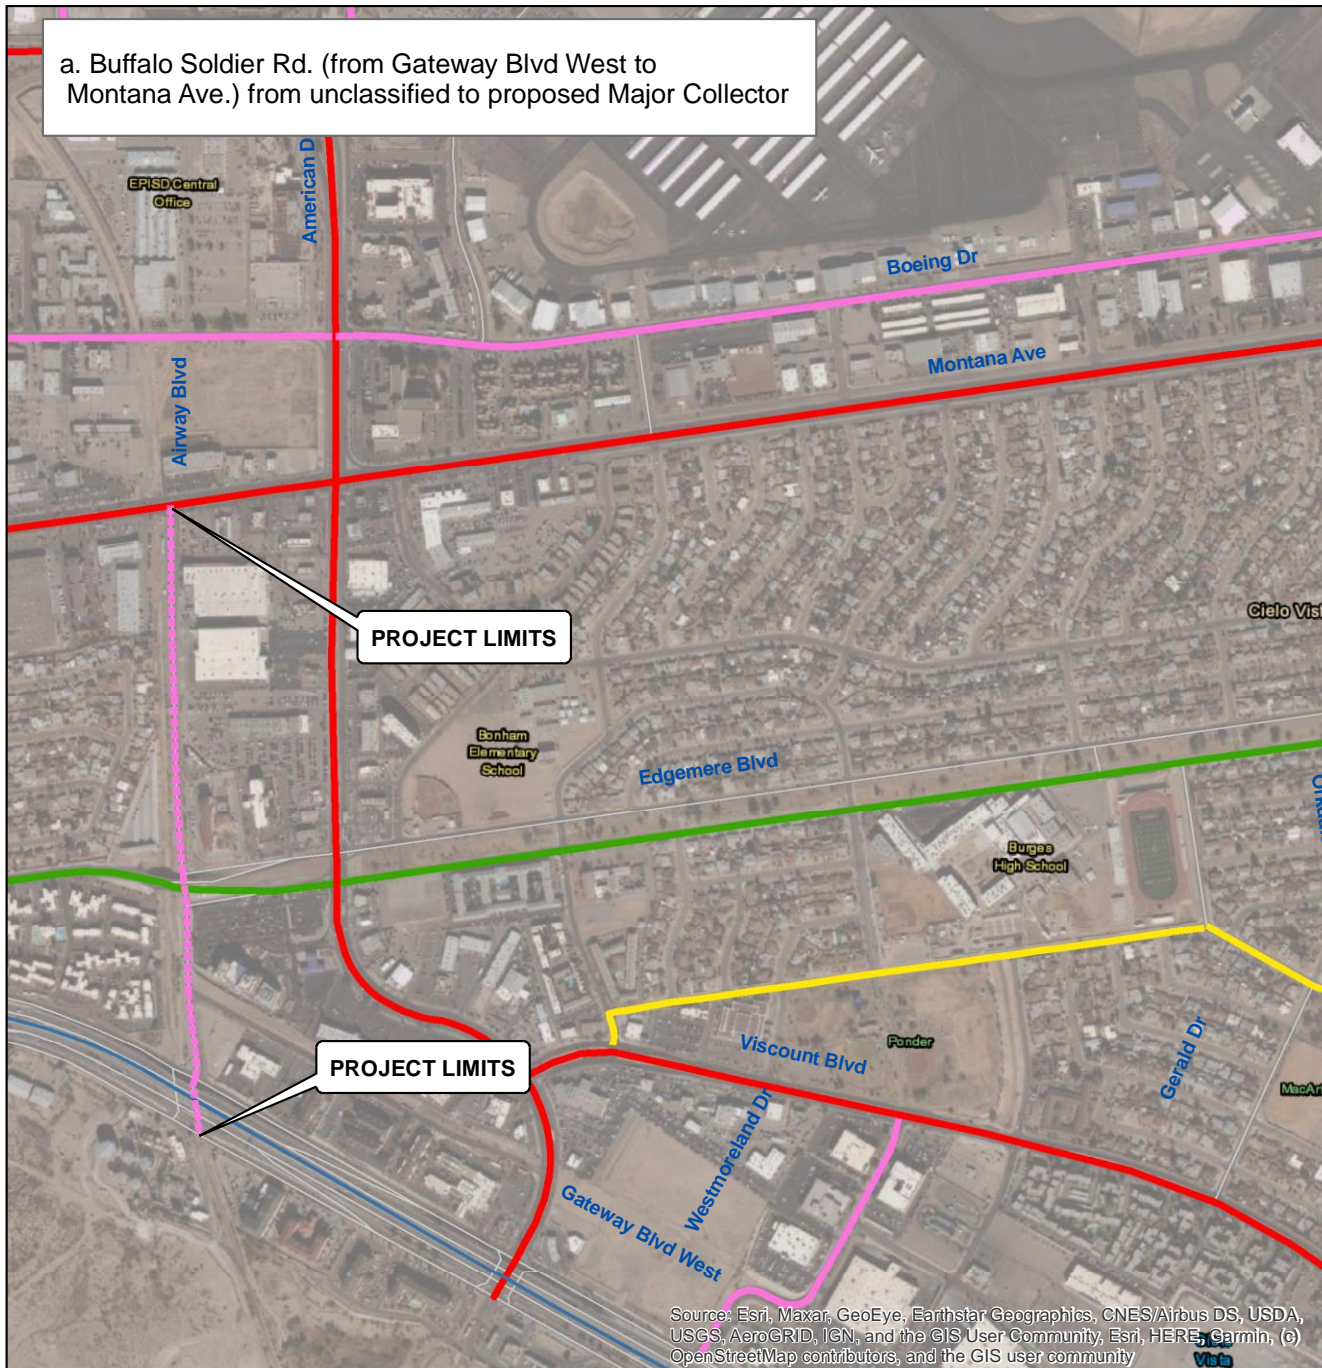 a. Buffalo Soldier Rd. (from Gateway Blvd West to
Montana Ave.) from unclassified to proposed Major Collector
EPISD Central
Office
American D
Boeing Dr
Montana Ave
Airway Blvd
PROJECT LIMITS
Cielo Vist
Bonham
Elementary
School
Edgemere Blvd
Burges
High School
Viscount Blvd
Ponder
Gerald Dr
PROJECT LIMITS
MacArt
Westmoreland Dr
Gateway Blvd West
Source: Esri, Maxar, GeoEye, Earthstar Geographics, CNES/Airbus DS, USDA,
USGS, AeroGRID, IGN, and the GIS User Community, Esri, HERE, Garmin, (c)
OpenStreetMap contributors, and the GIS user community
Vista